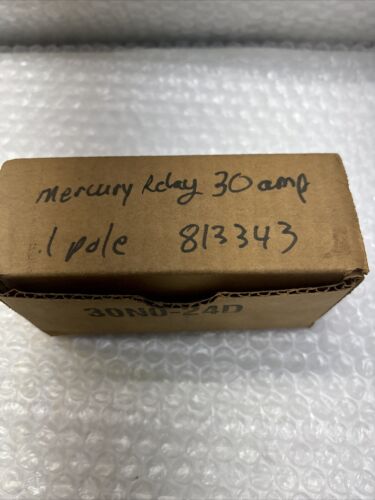 mercury Relay 30 amp
1 pole 813343
30NO-24D